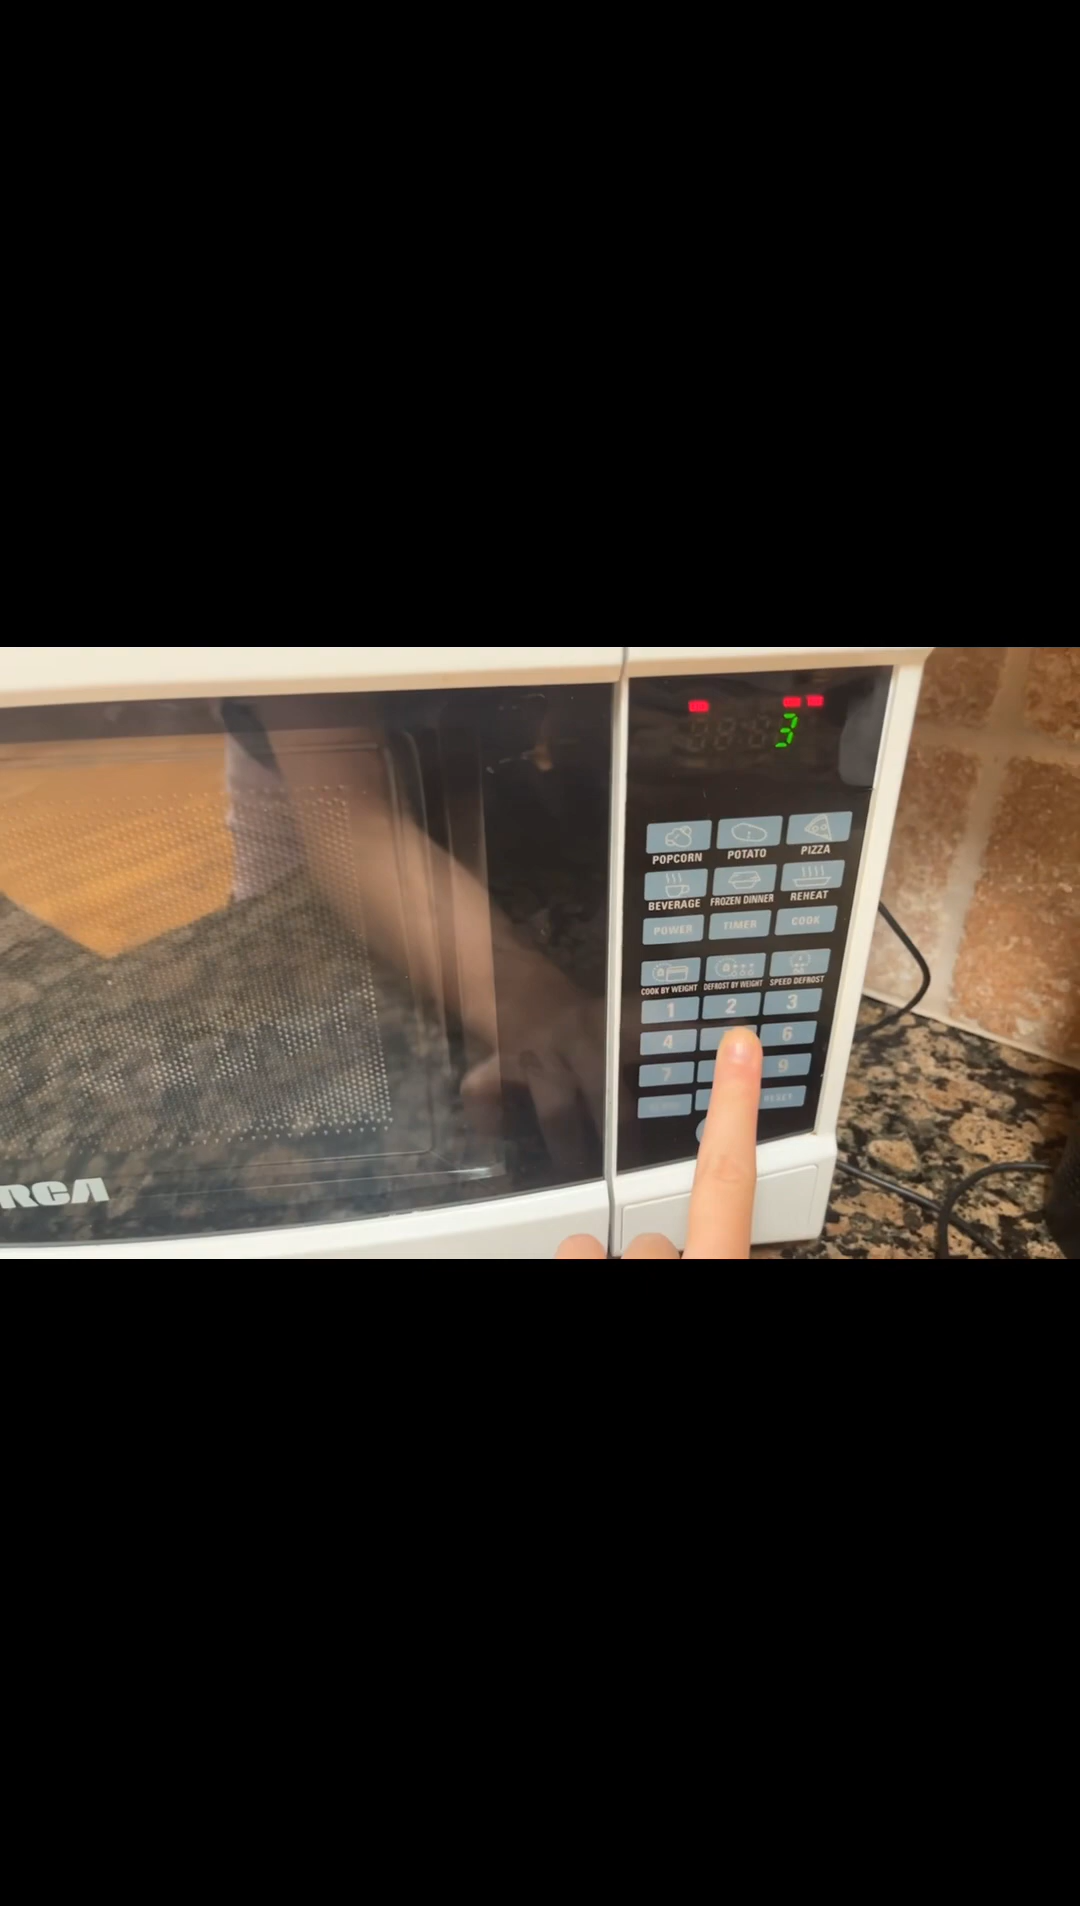 3
POPCORN POTATO PIZZA
BEVERAGE FROZEN DINNER REHEAT
POWER TIMER COOK
COOK BY WEIGHT DEFROST BY WEIGHT SPEED DEFROST
1 2 3
4 6
7 9
RESET
RCA